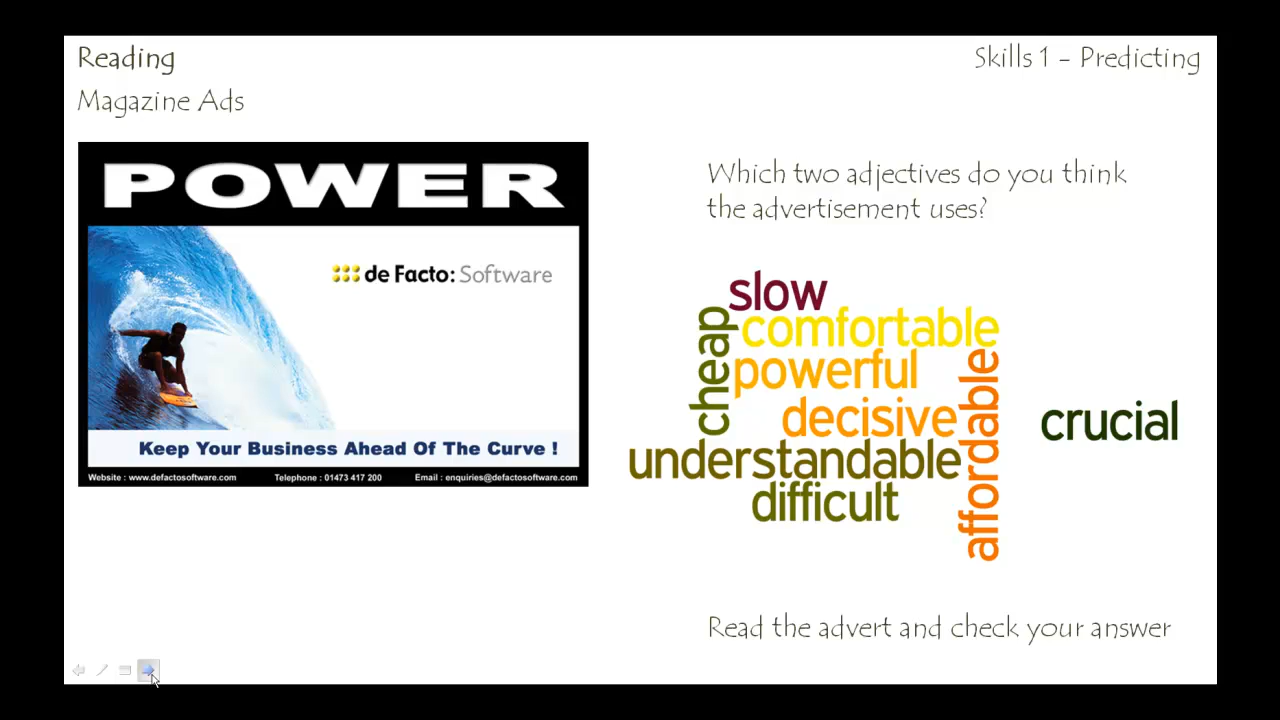 Reading
Skills 1 - Predicting
Magazine Ads
POWER
de Facto: Software
Keep Your Business Ahead Of The Curve !
Website : www.defactosoftware.com
Telephone : 01473 417 200
Email : enquiries@defactosoftware.com
Which two adjectives do you think
the advertisement uses?
slow
cheap
comfortable
powerful
decisive
affordable
crucial
understandable
difficult
Read the advert and check your answer